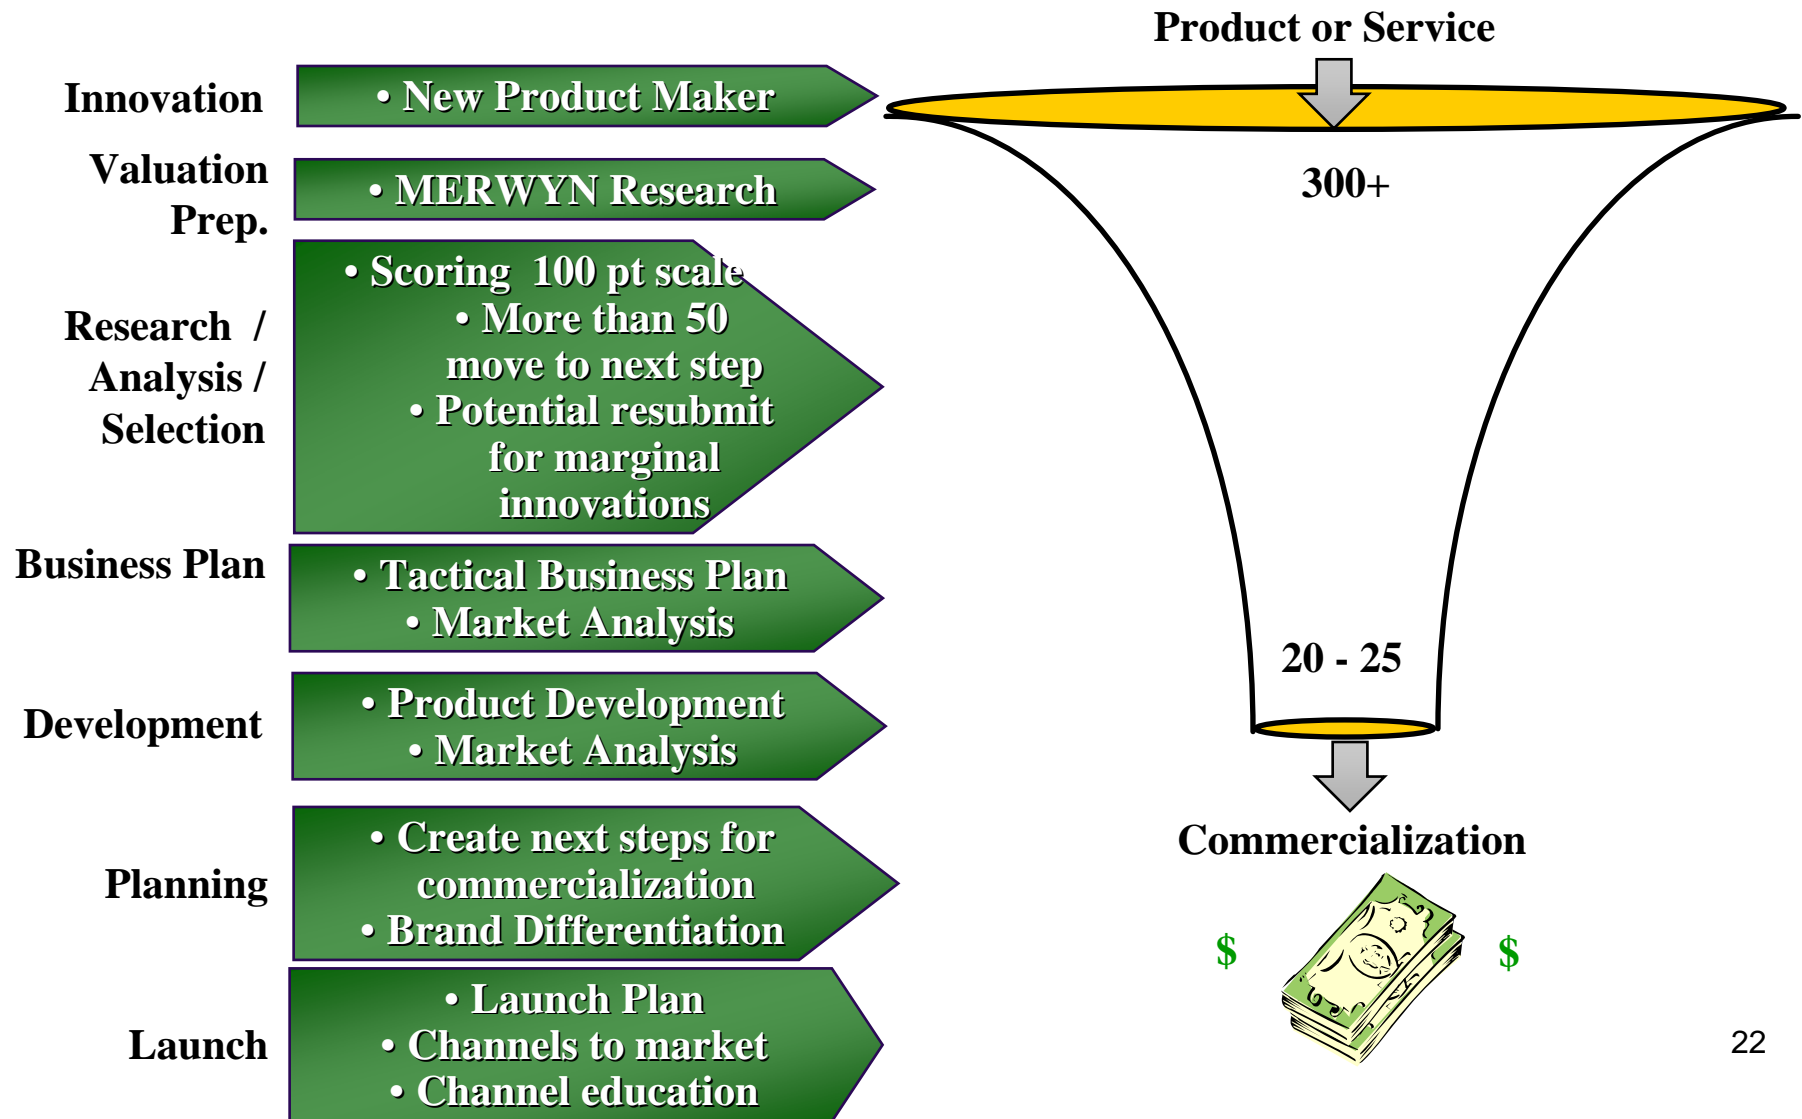 Product or Service
Innovation
• New Product Maker
Valuation
Prep.
• MERWYN Research
300+
Research /
Analysis /
Selection
• Scoring 100 pt scale
• More than 50
move to next step
• Potential resubmit
for marginal
innovations
Business Plan
• Tactical Business Plan
• Market Analysis
20 - 25
Development
• Product Development
• Market Analysis
Commercialization
Planning
• Create next steps for
commercialization
• Brand Differentiation
$ $
Launch
• Launch Plan
• Channels to market
• Channel education
22